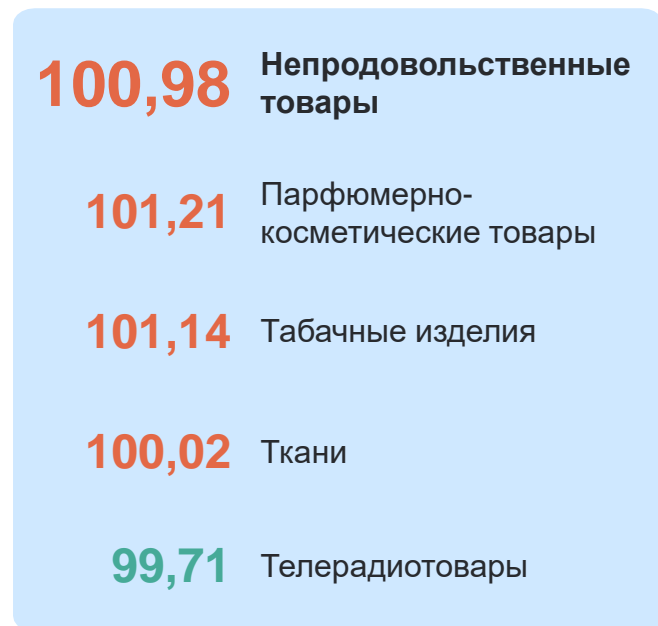 100,98 Непродовольственные
товары
101,21 Парфюмерно-
косметические товары
101,14 Табачные изделия
100,02 Ткани
99,71 Телерадиотовары